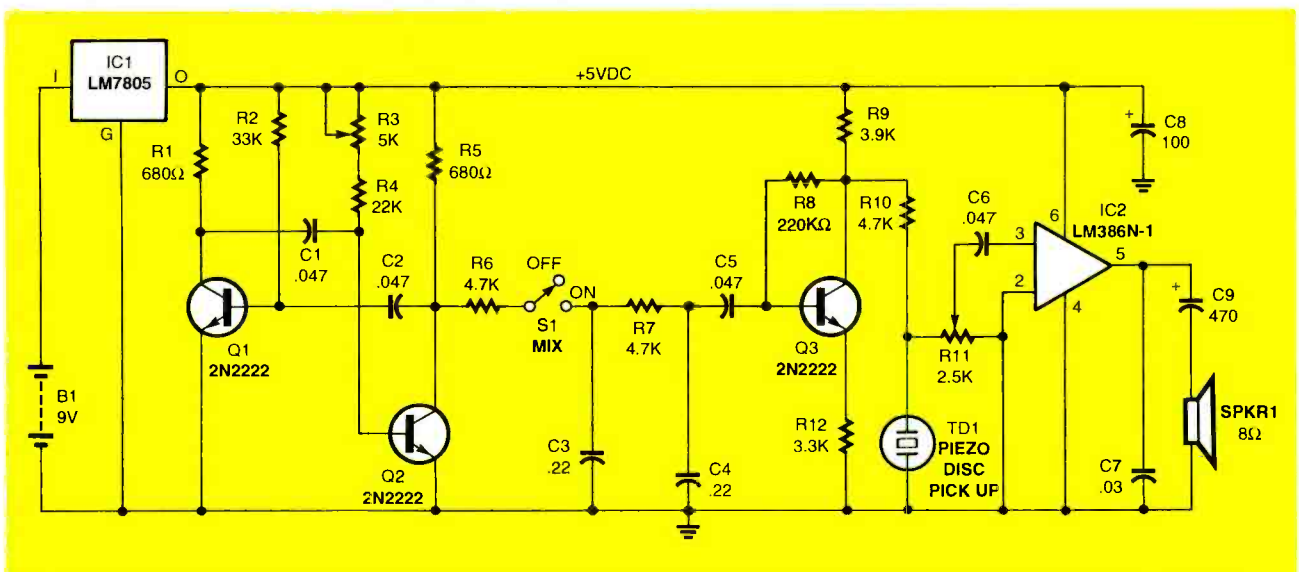 IC1
LM7805
I
O
G
+5VDC
R1
680Ω
R2
33K
R3
5K
R4
22K
R5
680Ω
C1
.047
C2
.047
Q1
2N2222
Q2
2N2222
B1
9V
R6
4.7K
OFF
ON
S1
MIX
R7
4.7K
C3
.22
C4
.22
C5
.047
R8
220KΩ
R9
3.9K
R10
4.7K
Q3
2N2222
R12
3.3K
TD1
PIEZO
DISC
PICK UP
R11
2.5K
C6
.047
3
2
6
5
4
IC2
LM386N-1
C7
.03
+
C8
100
+
C9
470
SPKR1
8Ω